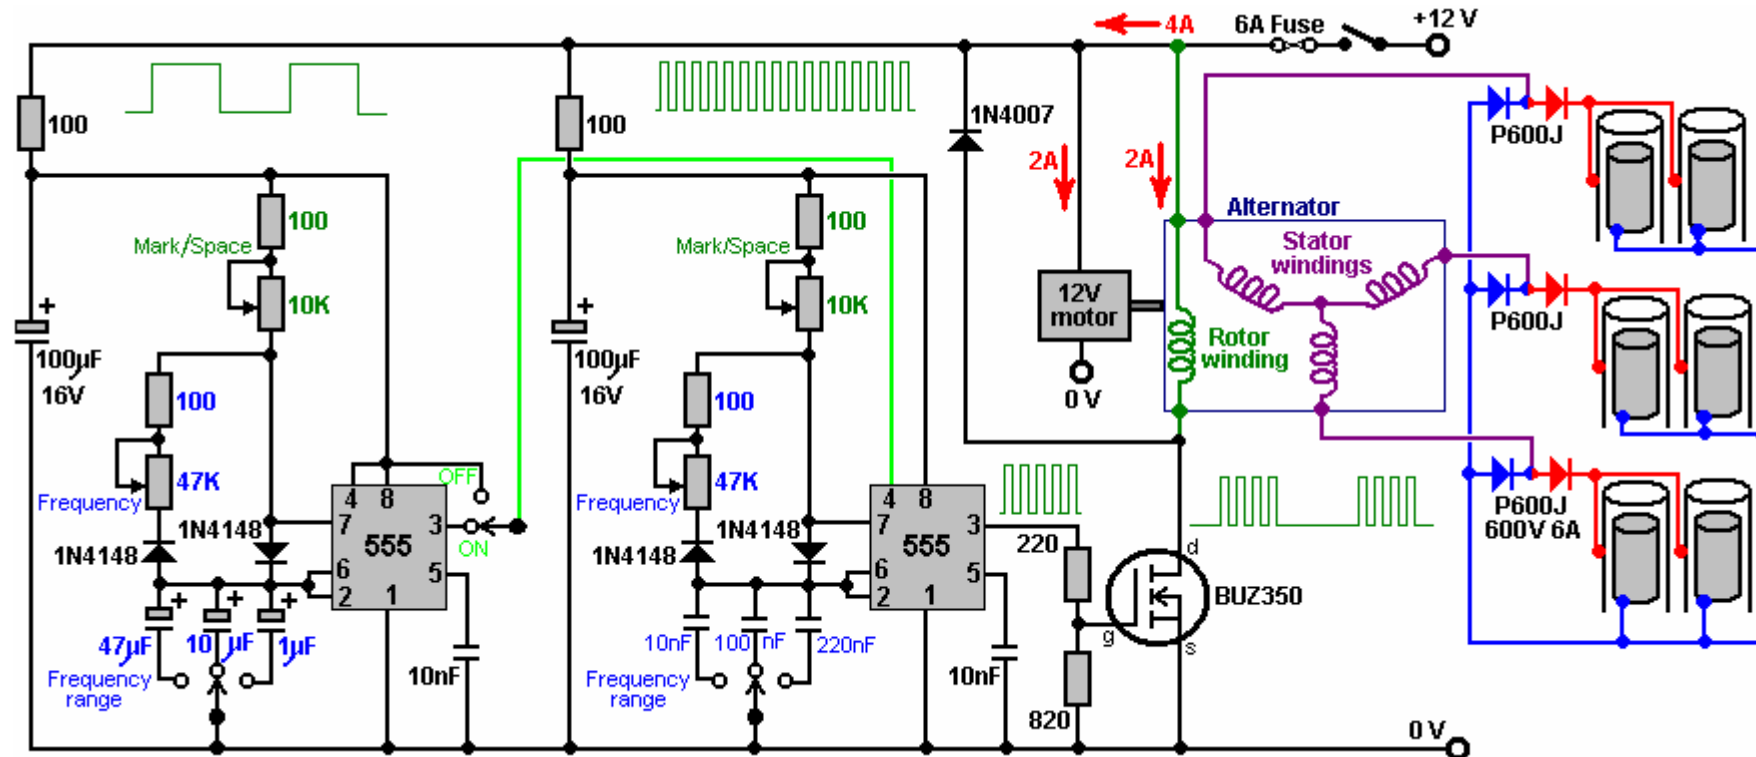 4A
6A Fuse
+12 V
100
100
1N4007
P600J
2A
2A
100
Mark/Space
10K
100
Mark/Space
10K
Alternator
Stator
windings
12V
motor
Rotor
winding
0 V
P600J
+
100µF
16V
+
100µF
16V
100
47K
Frequency
100
47K
Frequency
OFF
ON
1N4148
1N4148
4
8
7
3
555
6
5
2
1
1N4148
1N4148
4
8
7
3
555
6
5
2
1
220
d
g
s
BUZ350
P600J
600V 6A
+
+
+
47µF
10 µF
1µF
10nF
100 nF
220nF
Frequency
range
10nF
Frequency
range
10nF
820
0 V